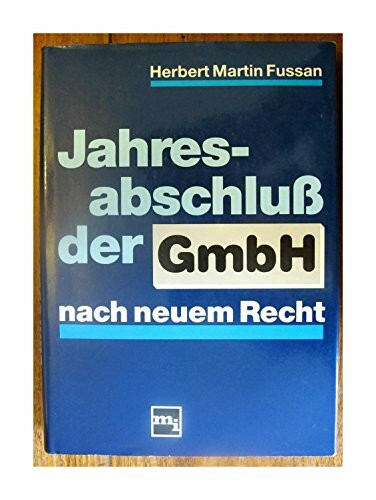 Herbert Martin Fussan
Jahres-
abschluß
der GmbH
nach neuem Recht
mi